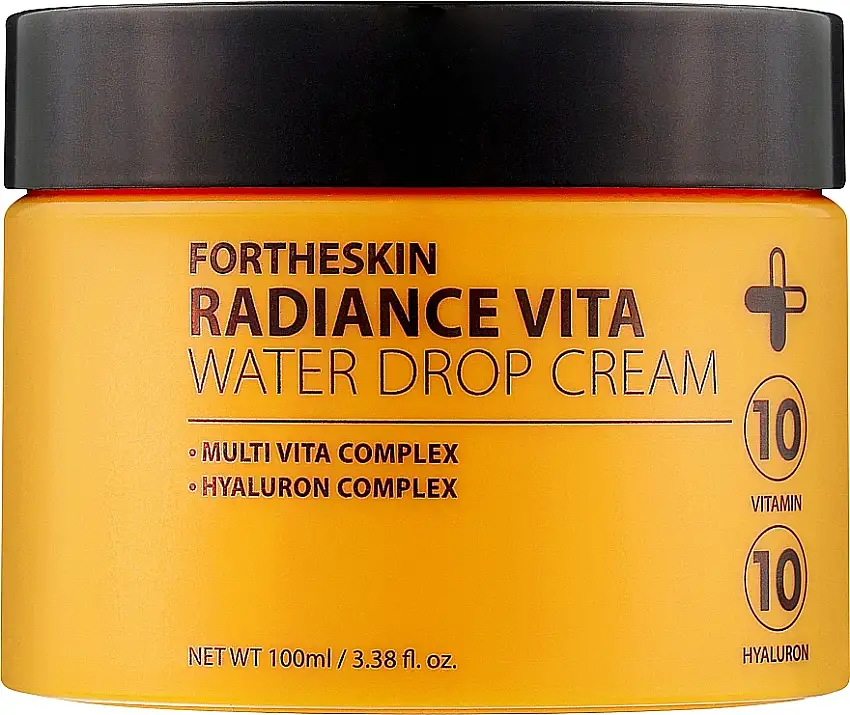 FORTHESKIN
RADIANCE VITA
WATER DROP CREAM
• MULTI VITA COMPLEX
• HYALURON COMPLEX
NET WT 100ml / 3.38 fl. oz.
10
VITAMIN
10
HYALURON